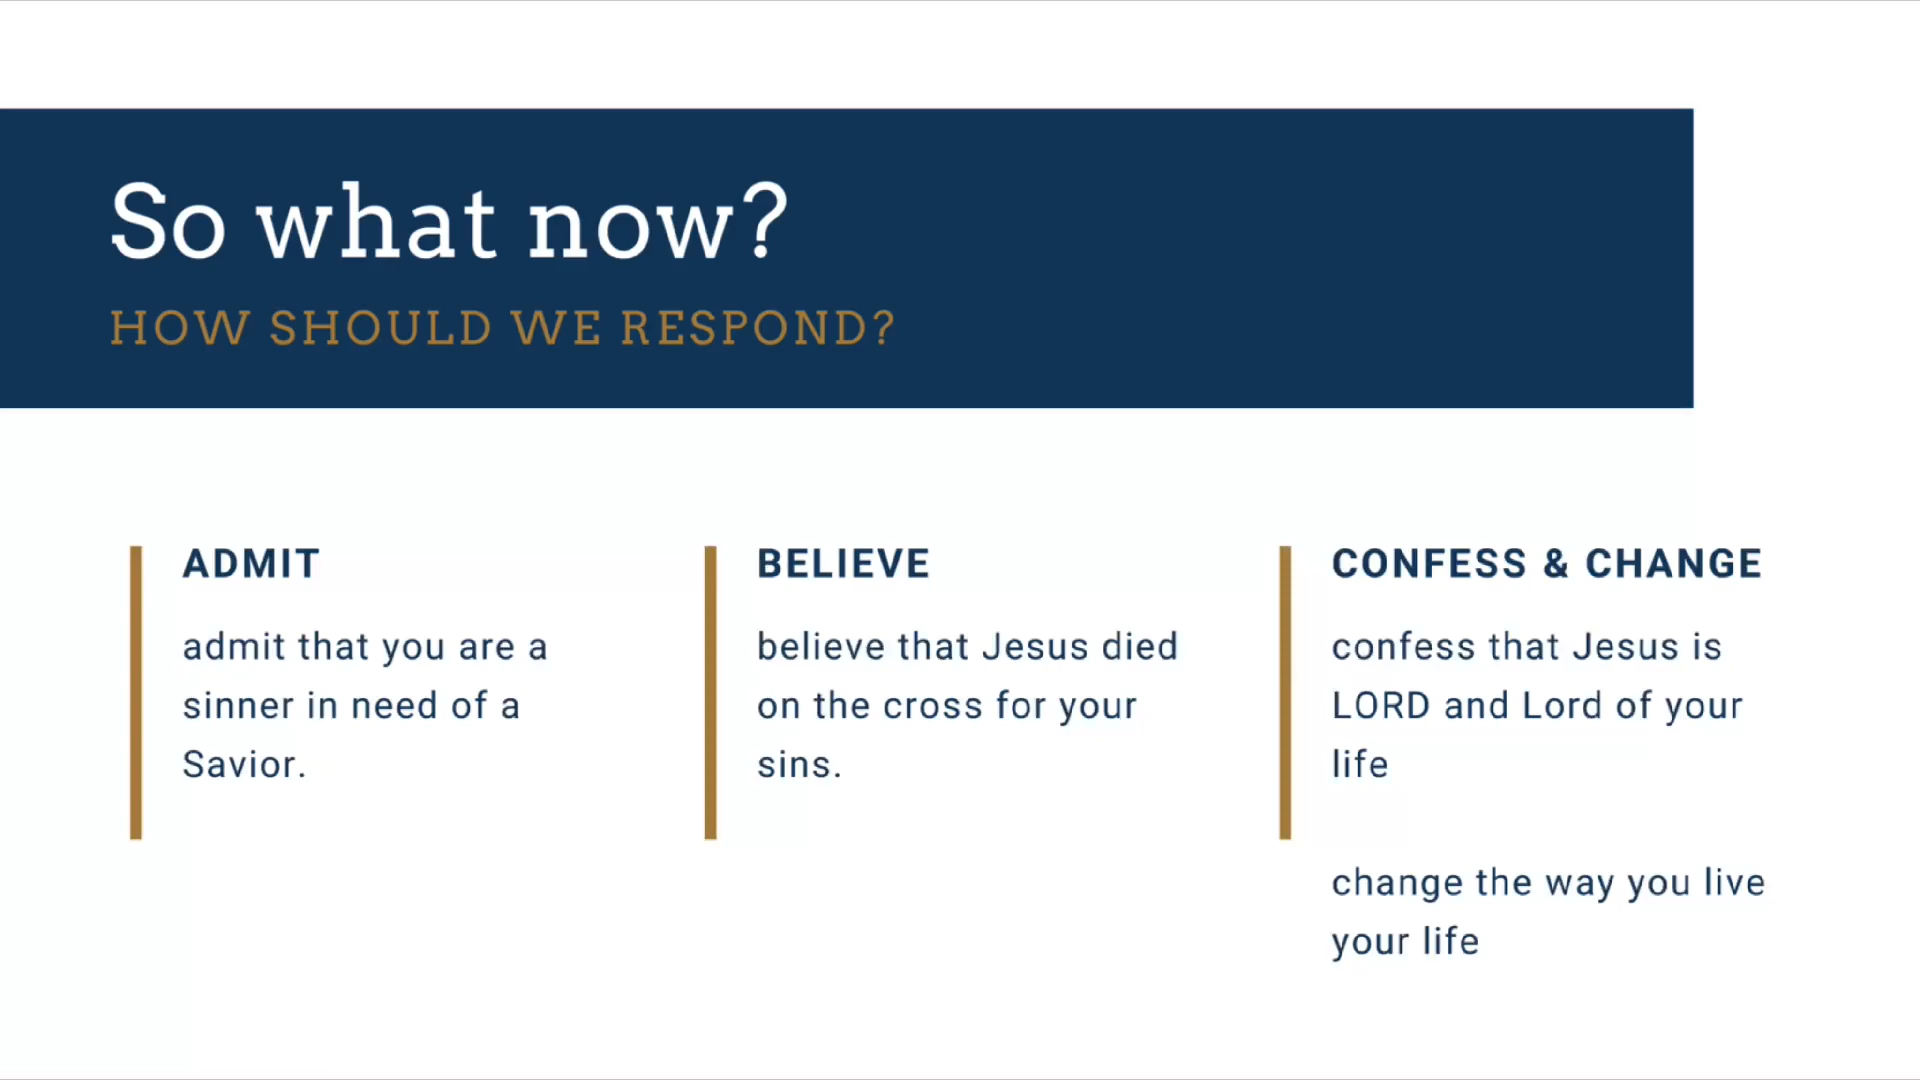 So what now?
HOW SHOULD WE RESPOND?
ADMIT
admit that you are a
sinner in need of a
Savior.
BELIEVE
believe that Jesus died
on the cross for your
sins.
CONFESS & CHANGE
confess that Jesus is
LORD and Lord of your
life
change the way you live
your life